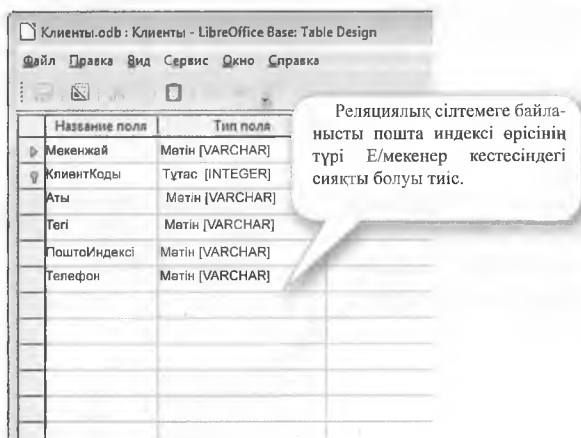 Клиенты.odb : Клиенты - LibreOffice Base: Table Design
Файл Правка Вид Сервис Окно Справка
Название поля Тип поля
Мекенжай Мәтін [VARCHAR]
КлиентКоды Тұтас [INTEGER]
Аты Мәтін [VARCHAR]
Тегі Мәтін [VARCHAR]
ПоштоИндексі Мәтін [VARCHAR]
Телефон Мәтін [VARCHAR]
Реляциялық сілтемеге байла-
нысты пошта индексі өрісінің
түрі Е/мекенер кестесіндегі
сияқты болуы тиіс.